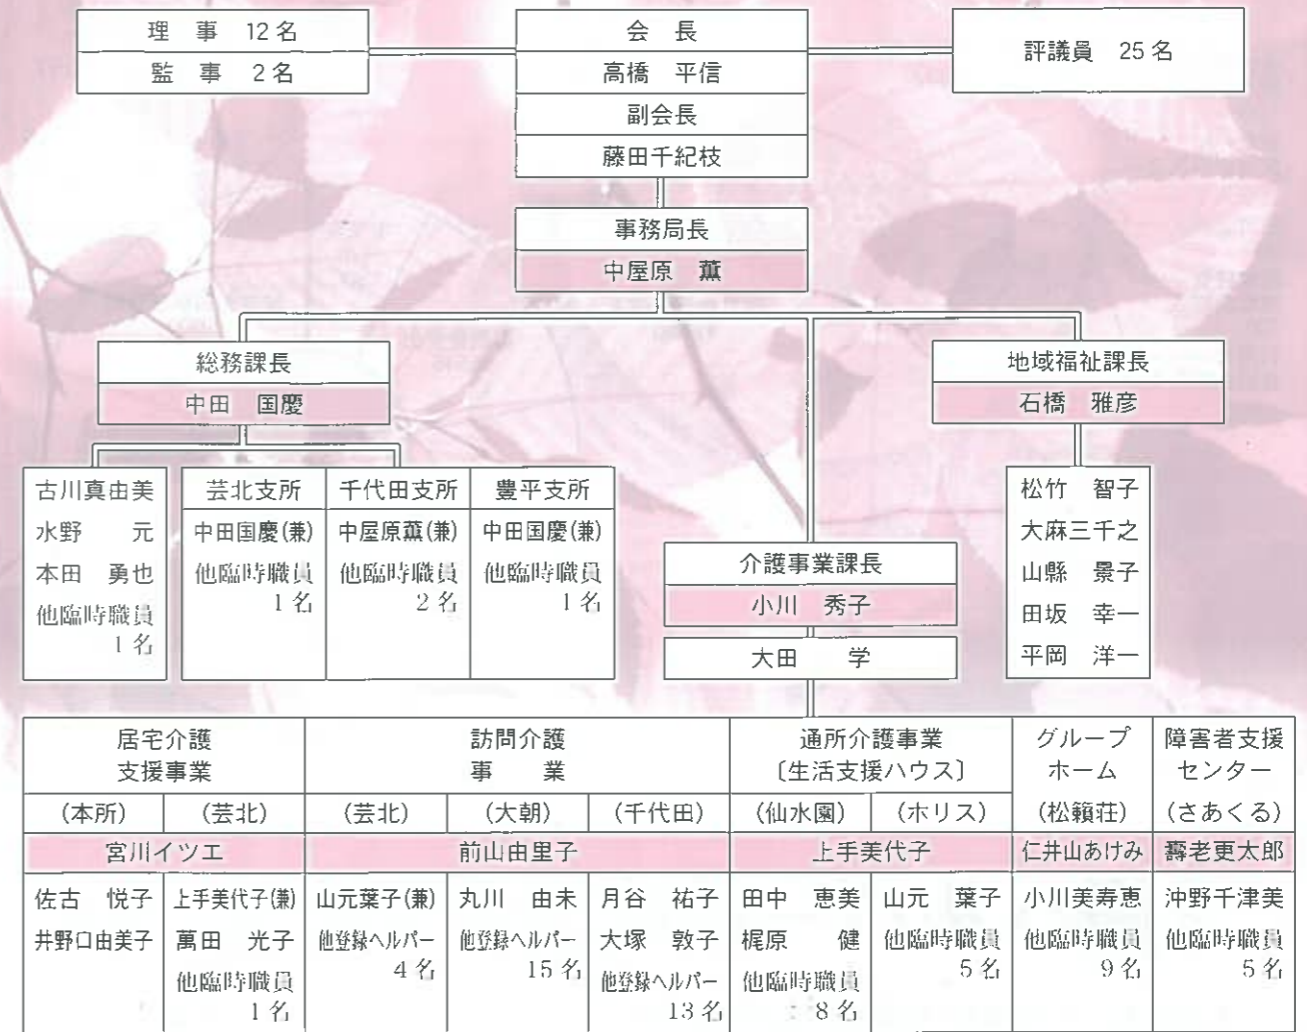 理　事　12名
監　事　2名
会　長
高橋　平信
副会長
藤田千紀枝
評議員　25名
事務局長
中屋原　薫
総務課長
中田　国慶
地域福祉課長
石橋　雅彦
古川真由美
水野　　元
本田　勇也
他臨時職員
1名
芸北支所
中田国慶(兼)
他臨時職員
1名
千代田支所
中屋原薫(兼)
他臨時職員
2名
豊平支所
中田国慶(兼)
他臨時職員
1名
介護事業課長
小川　秀子
大田　　学
松竹　智子
大麻三千之
山縣　景子
田坂　幸一
平岡　洋一
居宅介護
支援事業
(本所)
(芸北)
宮川イツエ
佐古　悦子
井野口由美子
上手美代子(兼)
萬田　光子
他臨時職員
1名
訪問介護
事　　業
(芸北)
(大朝)
(千代田)
前山由里子
山元葉子(兼)
他登録ヘルパー
4名
丸川　由未
他登録ヘルパー
15名
月谷　祐子
大塚　敦子
他登録ヘルパー
13名
通所介護事業
〔生活支援ハウス〕
(仙水園)
(ホリス)
上手美代子
田中　恵美
梶原　　健
他臨時職員
8名
山元　葉子
他臨時職員
5名
グループ
ホーム
(松籟荘)
仁井山あけみ
小川美寿恵
他臨時職員
9名
障害者支援
センター
(さあくる)
壽老更太郎
沖野千津美
他臨時職員
5名